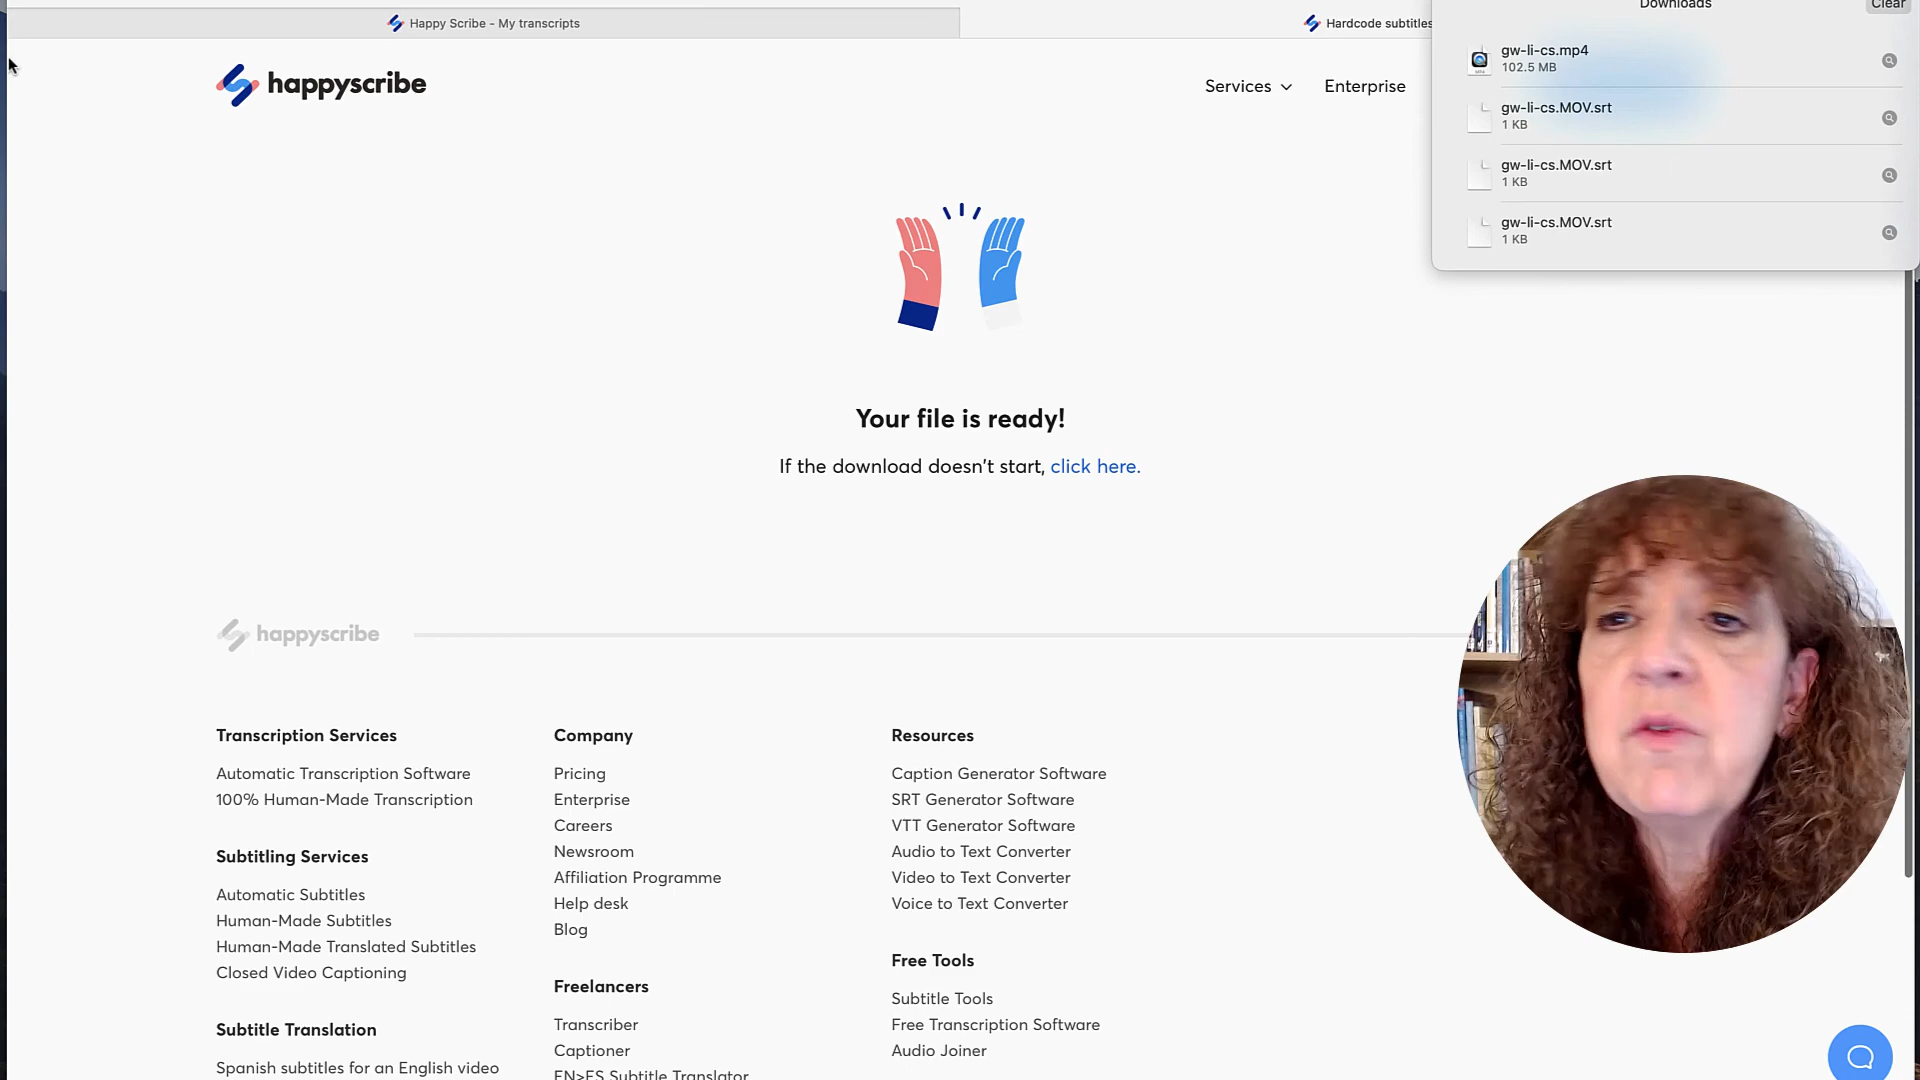 Happy Scribe - My transcripts
Hardcode subtitles
Downloads
Clear
gw-li-cs.mp4
102.5 MB
gw-li-cs.MOV.srt
1 KB
gw-li-cs.MOV.srt
1 KB
gw-li-cs.MOV.srt
1 KB
happyscribe
Services
Enterprise
Your file is ready!
If the download doesn't start, click here.
happyscribe
Transcription Services
Automatic Transcription Software
100% Human-Made Transcription
Subtitling Services
Automatic Subtitles
Human-Made Subtitles
Human-Made Translated Subtitles
Closed Video Captioning
Subtitle Translation
Spanish subtitles for an English video
Company
Pricing
Enterprise
Careers
Newsroom
Affiliation Programme
Help desk
Blog
Freelancers
Transcriber
Captioner
EN>ES Subtitle Translator
Resources
Caption Generator Software
SRT Generator Software
VTT Generator Software
Audio to Text Converter
Video to Text Converter
Voice to Text Converter
Free Tools
Subtitle Tools
Free Transcription Software
Audio Joiner